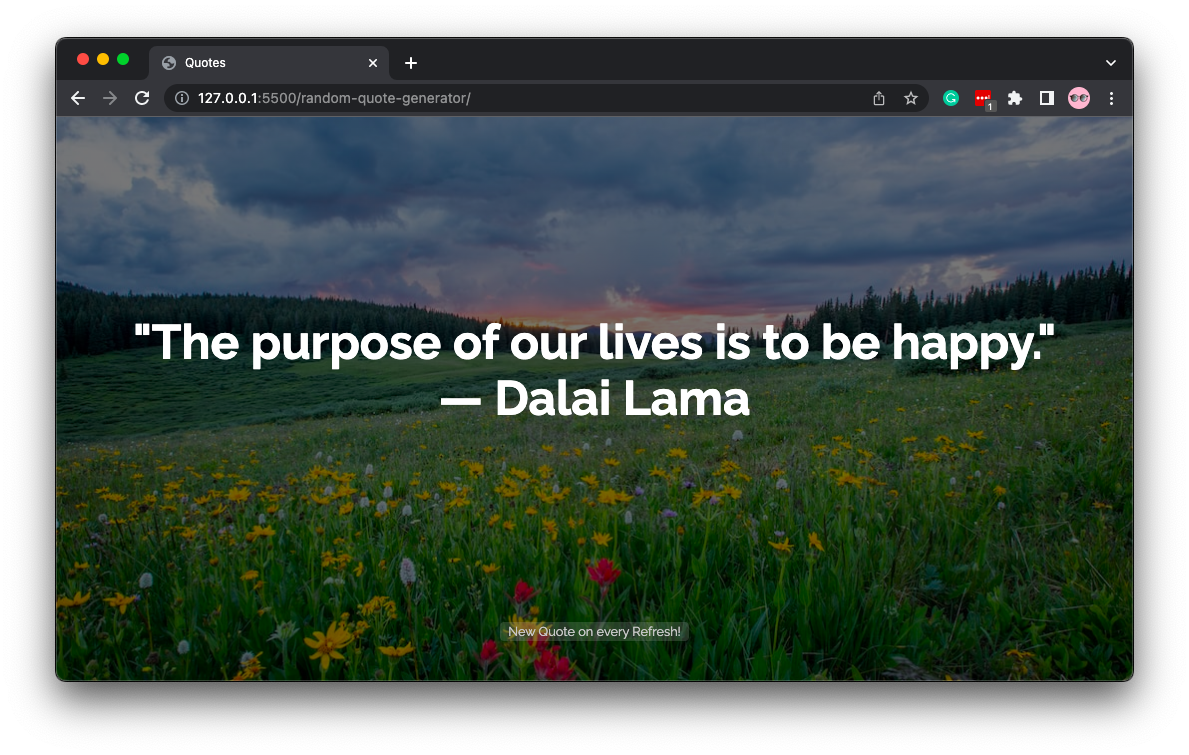 Quotes
127.0.0.1:5500/random-quote-generator/
1
"The purpose of our lives is to be happy."
— Dalai Lama
New Quote on every Refresh!